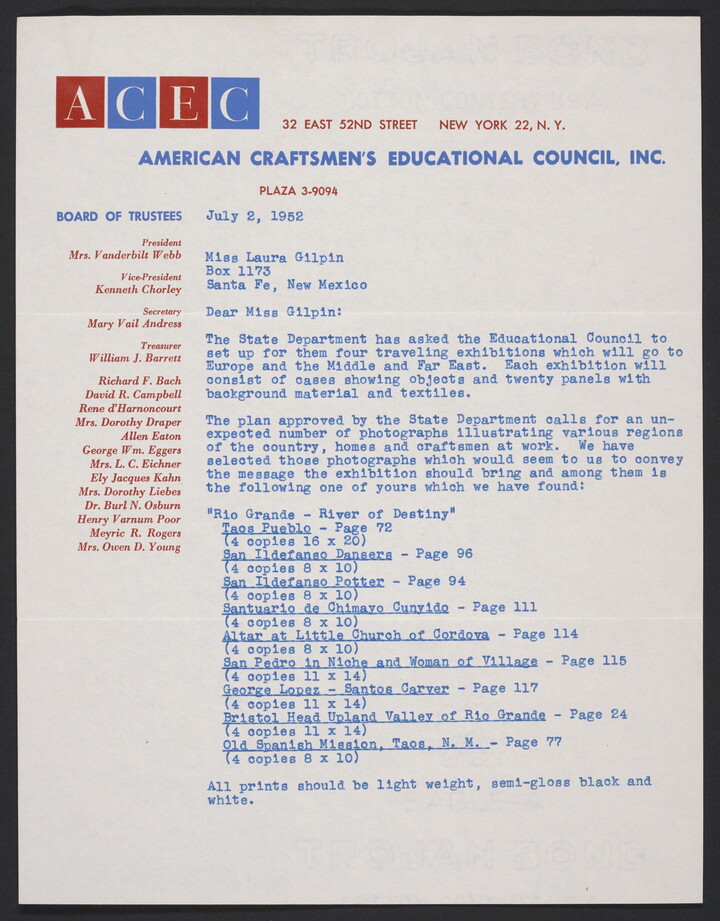 ACEC
32 EAST 52ND STREET NEW YORK 22, N. Y.
AMERICAN CRAFTSMEN'S EDUCATIONAL COUNCIL, INC.
PLAZA 3-9094
BOARD OF TRUSTEES
President
Mrs. Vanderbilt Webb
Vice-President
Kenneth Chorley
Secretary
Mary Vail Andress
Treasurer
William J. Barrett
Richard F. Bach
David R. Campbell
Rene d'Harnoncourt
Mrs. Dorothy Draper
Allen Eaton
George Wm. Eggers
Mrs. L. C. Eichner
Ely Jacques Kahn
Mrs. Dorothy Liebes
Dr. Burl N. Osburn
Henry Varnum Poor
Meyric R. Rogers
Mrs. Owen D. Young
July 2, 1952
Miss Laura Gilpin
Box 1173
Santa Fe, New Mexico
Dear Miss Gilpin:
The State Department has asked the Educational Council to
set up for them four traveling exhibitions which will go to
Europe and the Middle and Far East. Each exhibition will
consist of cases showing objects and twenty panels with
background material and textiles.
The plan approved by the State Department calls for an un-
expected number of photographs illustrating various regions
of the country, homes and craftsmen at work. We have
selected those photographs which would seem to us to convey
the message the exhibition should bring and among them is
the following one of yours which we have found:
"Rio Grande - River of Destiny"
Taos Pueblo - Page 72
(4 copies 16 x 20)
San Ildefanso Dansers - Page 96
(4 copies 8 x 10)
San Ildefanso Potter - Page 94
(4 copies 8 x 10)
Santuario de Chimayo Cunyido - Page 111
(4 copies 8 x 10)
Altar at Little Church of Cordova - Page 114
(4 copies 8 x 10)
San Pedro in Niche and Woman of Village - Page 115
(4 copies 11 x 14)
George Lopez - Santos Carver - Page 117
(4 copies 11 x 14)
Bristol Head Upland Valley of Rio Grande - Page 24
(4 copies 11 x 14)
Old Spanish Mission, Taos, N. M. - Page 77
(4 copies 8 x 10)
All prints should be light weight, semi-gloss black and
white.